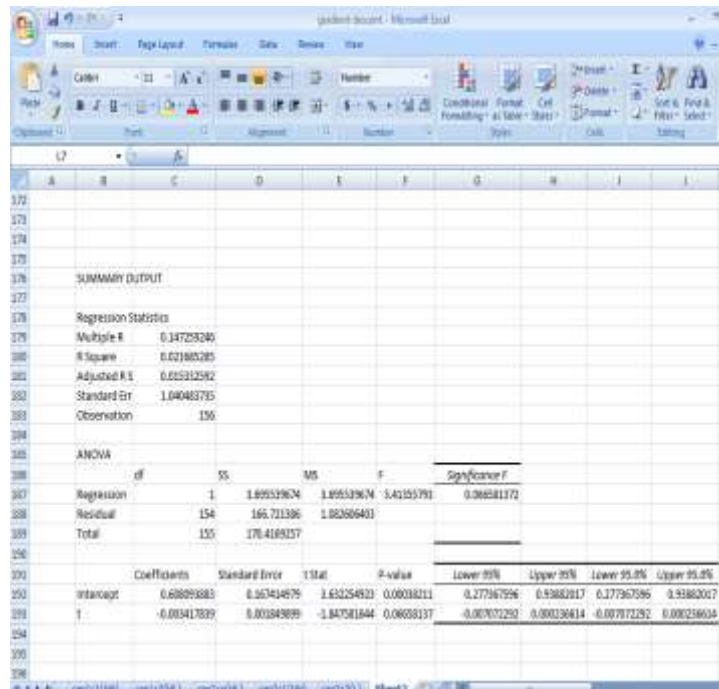 gradient descent - Microsoft Excel
Home Insert Page Layout Formulas Data Review View
Calibri 11 Number
Paste
Conditional Formatting Format as Table Cell Styles
Insert Delete Format
Sort & Filter Find & Select
Clipboard Font Alignment Number Styles Cells Editing
L7 fx
A B C D E F G H I J
172
173
174
175
176 SUMMARY OUTPUT
177
178 Regression Statistics
179 Multiple R 0.147259246
180 R Square 0.021685285
181 Adjusted R S 0.015332592
182 Standard Err 1.040483735
183 Observation 156
184
185 ANOVA
186 df SS MS F Significance F
187 Regression 1 3.695539674 3.695539674 3.41355793 0.066581372
188 Residual 154 166.721386 1.082606403
189 Total 155 170.4169257
190
191 Coefficients Standard Error t Stat P-value Lower 95% Upper 95% Lower 95.0% Upper 95.0%
192 Intercept 0.608093883 0.167414979 3.632254923 0.00038211 0.277367596 0.93882017 0.277367596 0.93882017
193 t -0.003417839 0.001849899 -1.847581644 0.06658137 -0.007072292 0.000236614 -0.007072292 0.000236614
194
195
196